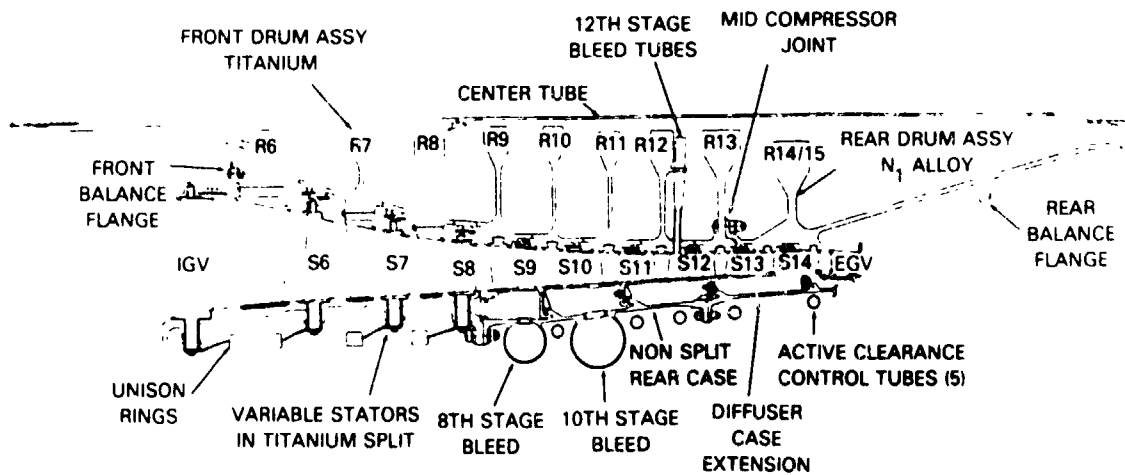 12TH STAGE
BLEED TUBES
MID COMPRESSOR
JOINT
FRONT DRUM ASSY
TITANIUM
CENTER TUBE
R6
R7
R8
R9
R10
R11
R12
R13
R14/15
REAR DRUM ASSY
N1 ALLOY
FRONT
BALANCE
FLANGE
REAR
BALANCE
FLANGE
IGV
S6
S7
S8
S9
S10
S11
S12
S13
S14
EGV
UNISON
RINGS
VARIABLE STATORS
IN TITANIUM SPLIT
8TH STAGE
BLEED
10TH STAGE
BLEED
NON SPLIT
REAR CASE
DIFFUSER
CASE
EXTENSION
ACTIVE CLEARANCE
CONTROL TUBES (5)